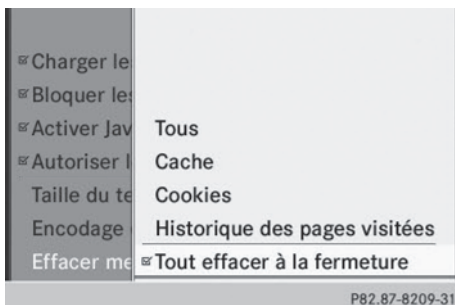 Charger le
Bloquer les
Activer Jav
Tous
Autoriser l
Cache
Taille du te
Cookies
Encodage
Historique des pages visitées
Effacer me
Tout effacer à la fermeture
P82.87-8209-31